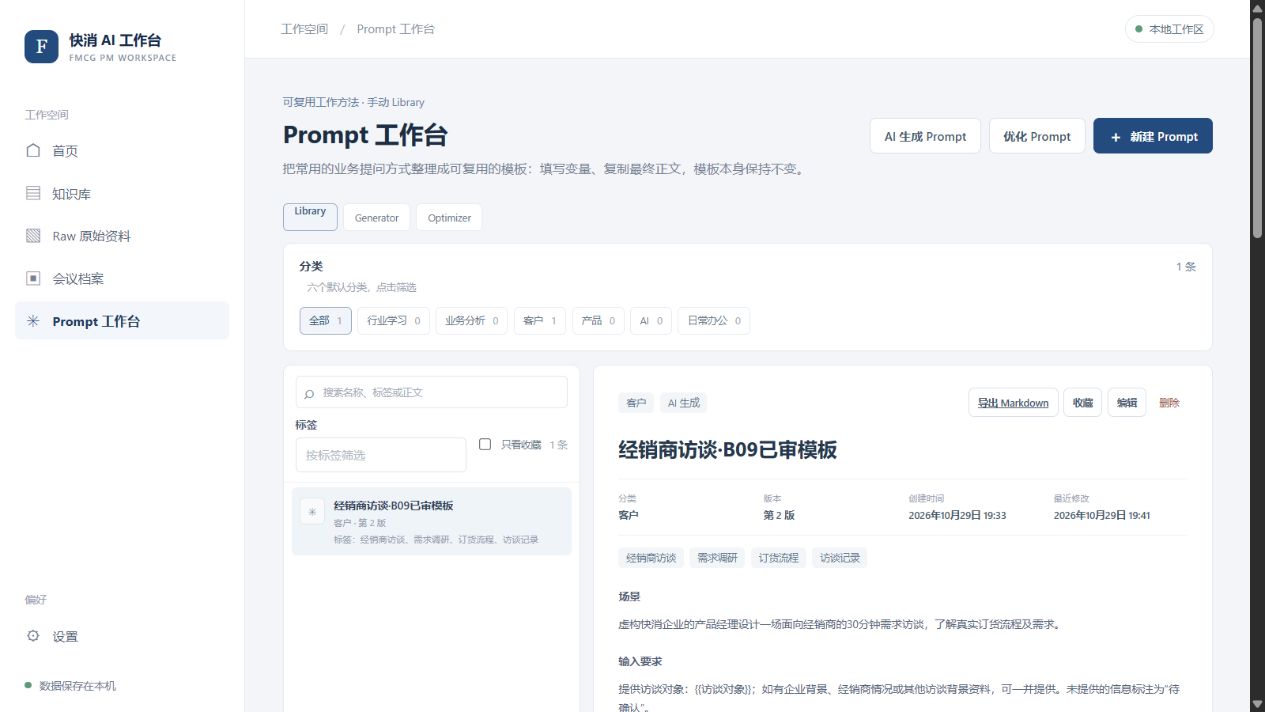 F
快消 AI 工作台
FMCG PM WORKSPACE
工作空间
首页
知识库
Raw 原始资料
会议档案
Prompt 工作台
偏好
设置
数据保存在本机
工作空间 / Prompt 工作台
本地工作区
可复用工作方法 · 手动 Library
Prompt 工作台
把常用的业务提问方式整理成可复用的模板：填写变量、复制最终正文，模板本身保持不变。
AI 生成 Prompt
优化 Prompt
+ 新建 Prompt
Library
Generator
Optimizer
分类
1 条
六个默认分类，点击筛选
全部 1
行业学习 0
业务分析 0
客户 1
产品 0
AI 0
日常办公 0
搜索名称、标签或正文
标签
按标签筛选
只看收藏 1 条
经销商访谈·B09已审模板
客户 · 第 2 版
标签：经销商访谈、需求调研、订货流程、访谈记录
客户
AI 生成
导出 Markdown
收藏
编辑
删除
经销商访谈·B09已审模板
分类
版本
创建时间
最近修改
客户
第 2 版
2026年10月29日 19:33
2026年10月29日 19:41
经销商访谈
需求调研
订货流程
访谈记录
场景
虚构快消企业的产品经理设计一场面向经销商的30分钟需求访谈，了解真实订货流程及需求。
输入要求
提供访谈对象：{{访谈对象}}；如有企业背景、经销商情况或其他访谈背景资料，可一并提供。未提供的信息标注为“待
确认”。